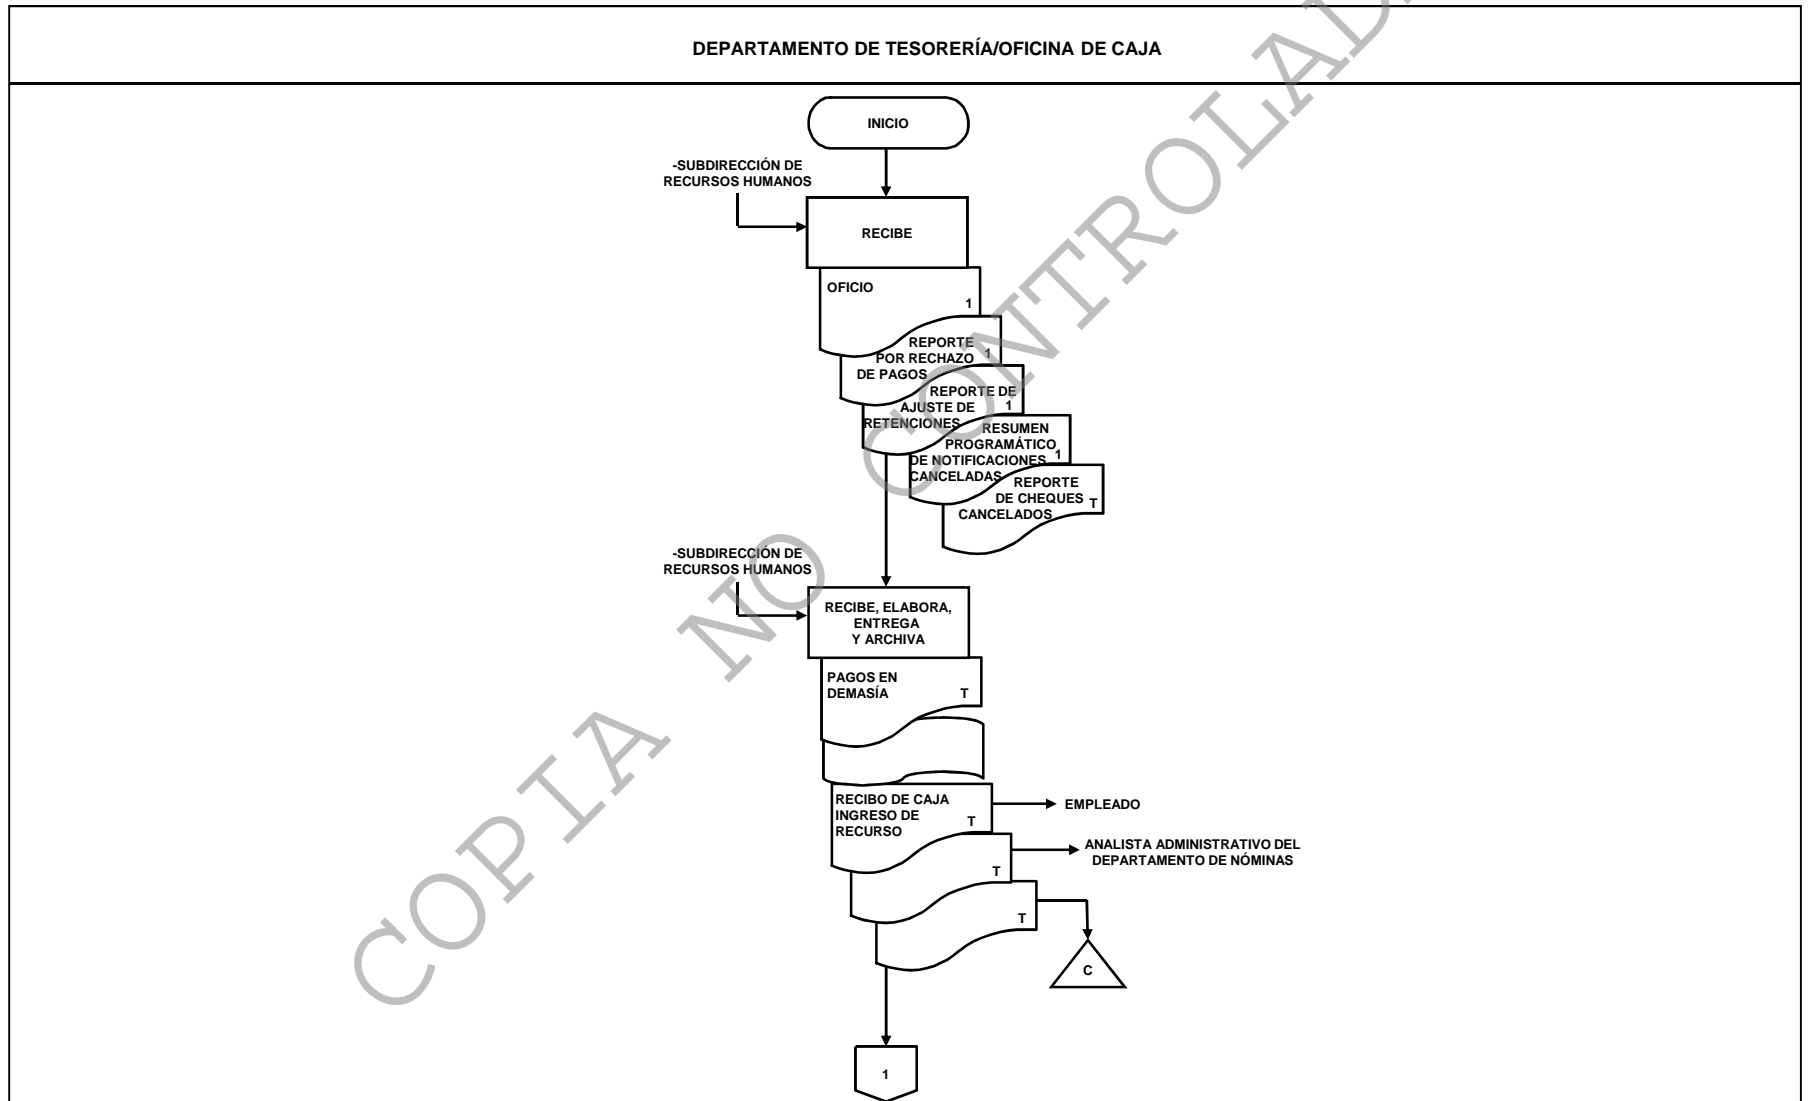 DEPARTAMENTO DE TESORERÍA/OFICINA DE CAJA
INICIO
-SUBDIRECCIÓN DE
RECURSOS HUMANOS
RECIBE
OFICIO
1
REPORTE
POR RECHAZO
DE PAGOS
1
REPORTE DE
AJUSTE DE
RETENCIONES
1
RESUMEN
PROGRAMÁTICO
DE NOTIFICACIONES
CANCELADAS
1
REPORTE
DE CHEQUES
CANCELADOS
T
-SUBDIRECCIÓN DE
RECURSOS HUMANOS
RECIBE, ELABORA,
ENTREGA
Y ARCHIVA
PAGOS EN
DEMASÍA
T
RECIBO DE CAJA
INGRESO DE
RECURSO
T
EMPLEADO
T
ANALISTA ADMINISTRATIVO DEL
DEPARTAMENTO DE NÓMINAS
T
C
1
COPIA NO CONTROLAD